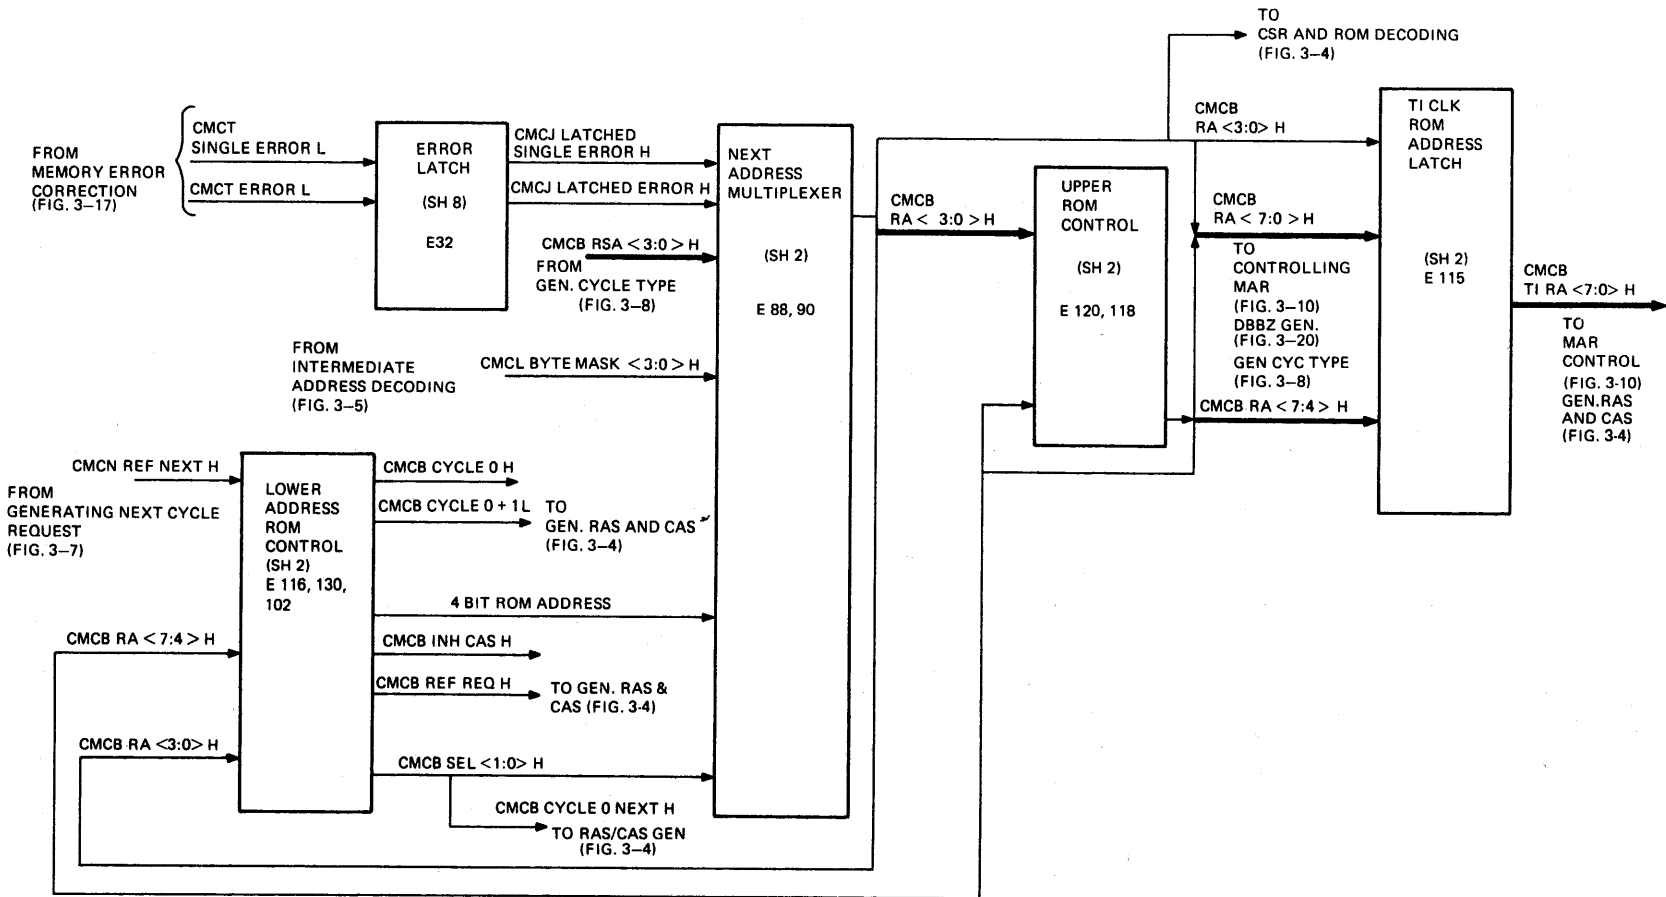 TO
CSR AND ROM DECODING
(FIG. 3–4)
FROM
MEMORY ERROR
CORRECTION
(FIG. 3–17)
CMCT
SINGLE ERROR L
CMCT ERROR L
ERROR
LATCH
(SH 8)
E32
CMCJ LATCHED
SINGLE ERROR H
CMCJ LATCHED ERROR H
CMCB RSA <3:0> H
FROM
GEN. CYCLE TYPE
(FIG. 3–8)
FROM
INTERMEDIATE
ADDRESS DECODING
(FIG. 3–5)
CMCL BYTE MASK <3:0> H
NEXT
ADDRESS
MULTIPLEXER
(SH 2)
E 88, 90
CMCB
RA < 3:0 > H
UPPER
ROM
CONTROL
(SH 2)
E 120, 118
CMCB
RA <3:0> H
CMCB
RA < 7:0 > H
TO
CONTROLLING
MAR
(FIG. 3–10)
DBBZ GEN.
(FIG. 3–20)
GEN CYC TYPE
(FIG. 3–8)
CMCB RA <7:4> H
TI CLK
ROM
ADDRESS
LATCH
(SH 2)
E 115
CMCB
TI RA <7:0> H
TO
MAR
CONTROL
(FIG. 3-10)
GEN.RAS
AND CAS
(FIG. 3-4)
CMCN REF NEXT H
FROM
GENERATING NEXT CYCLE
REQUEST
(FIG. 3–7)
LOWER
ADDRESS
ROM
CONTROL
(SH 2)
E 116, 130,
102
CMCB CYCLE 0 H
CMCB CYCLE 0 + 1L
TO
GEN. RAS AND CAS
(FIG. 3–4)
4 BIT ROM ADDRESS
CMCB RA < 7:4 > H
CMCB INH CAS H
CMCB REF REQ H
TO GEN. RAS &
CAS (FIG. 3-4)
CMCB RA <3:0> H
CMCB SEL <1:0> H
CMCB CYCLE 0 NEXT H
TO RAS/CAS GEN
(FIG. 3–4)